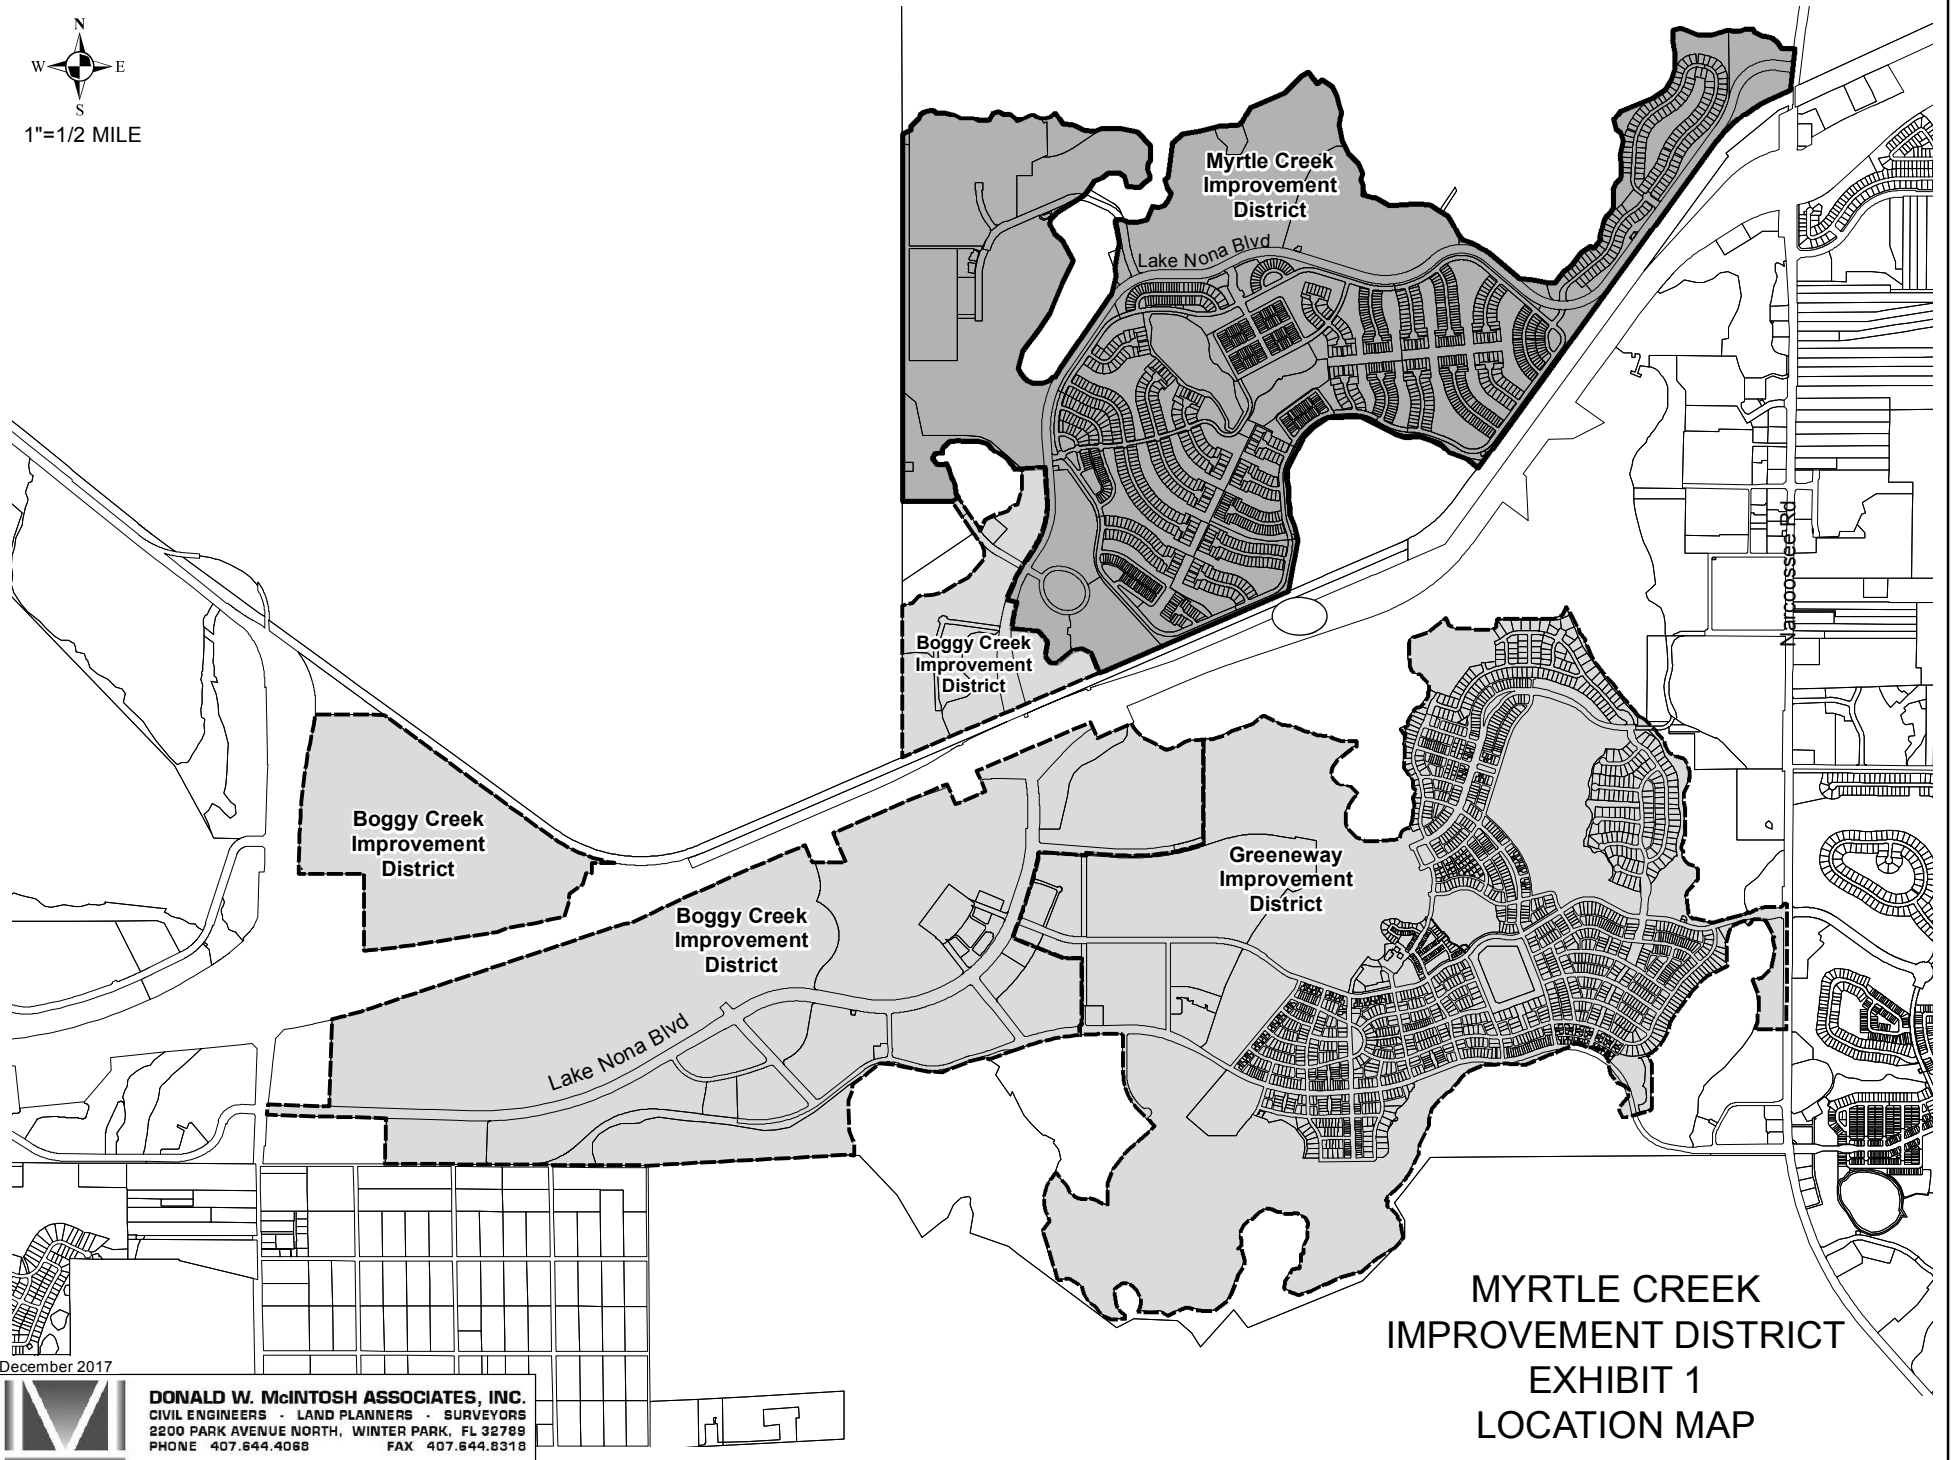 N
W E
S
1"=1/2 MILE
Myrtle Creek
Improvement
District
Lake Nona Blvd
Narcoossee Rd
Boggy Creek
Improvement
District
Boggy Creek
Improvement
District
Boggy Creek
Improvement
District
Greeneway
Improvement
District
Lake Nona Blvd
MYRTLE CREEK
IMPROVEMENT DISTRICT
EXHIBIT 1
LOCATION MAP
December 2017
DONALD W. McINTOSH ASSOCIATES, INC.
CIVIL ENGINEERS - LAND PLANNERS - SURVEYORS
2200 PARK AVENUE NORTH, WINTER PARK, FL 32789
PHONE 407.644.4068 FAX 407.644.8318